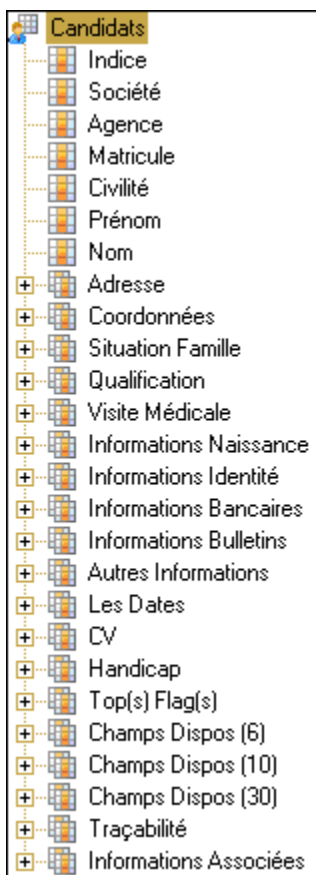 Candidats
Indice
Société
Agence
Matricule
Civilité
Prénom
Nom
Adresse
Coordonnées
Situation Famille
Qualification
Visite Médicale
Informations Naissance
Informations Identité
Informations Bancaires
Informations Bulletins
Autres Informations
Les Dates
CV
Handicap
Top(s) Flag(s)
Champs Dispos (6)
Champs Dispos (10)
Champs Dispos (30)
Traçabilité
Informations Associées